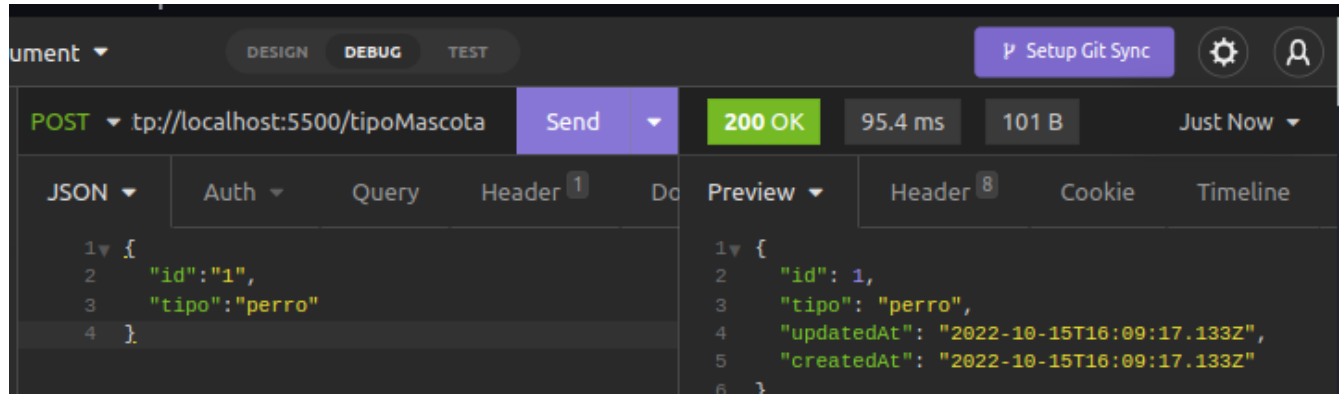 ument
DESIGN DEBUG TEST
Setup Git Sync
POST tp://localhost:5500/tipoMascota Send
200 OK 95.4 ms 101 B Just Now
JSON Auth Query Header 1 Do
Preview Header 8 Cookie Timeline
1 {
2 "id":"1",
3 "tipo":"perro"
4 }
1 {
2 "id": 1,
3 "tipo": "perro",
4 "updatedAt": "2022-10-15T16:09:17.133Z",
5 "createdAt": "2022-10-15T16:09:17.133Z"
6 }